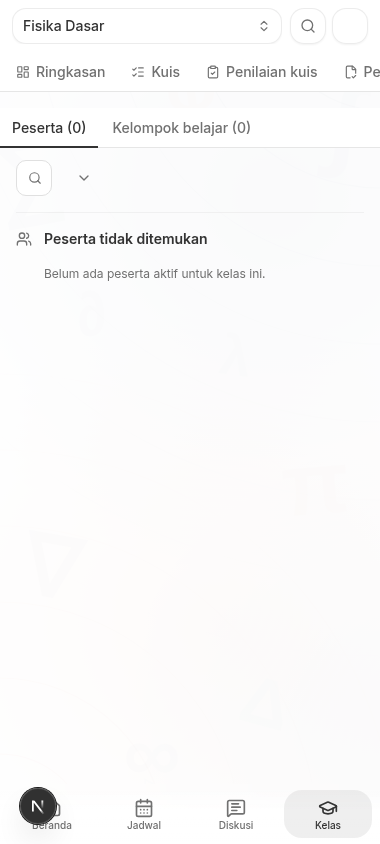 Fisika Dasar
Ringkasan
Kuis
Penilaian kuis
Pe
Peserta (0)
Kelompok belajar (0)
Peserta tidak ditemukan
Belum ada peserta aktif untuk kelas ini.
N
Beranda
Jadwal
Diskusi
Kelas